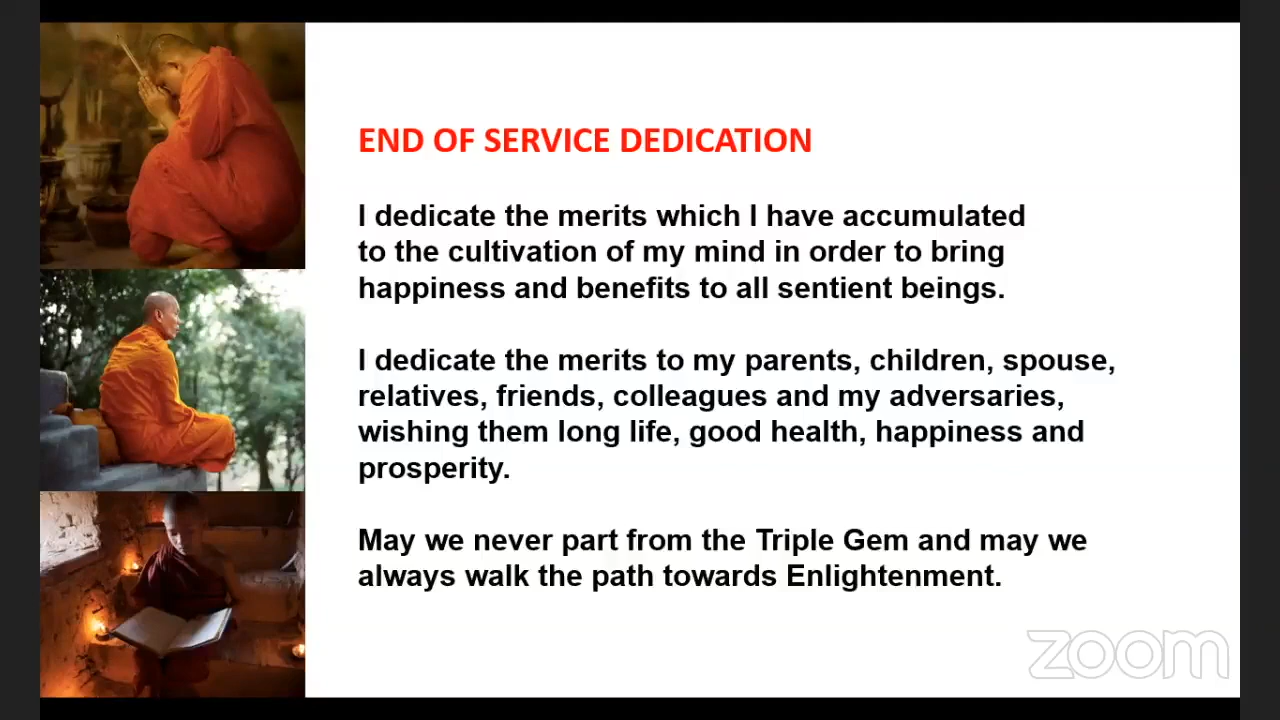 END OF SERVICE DEDICATION
I dedicate the merits which I have accumulated
to the cultivation of my mind in order to bring
happiness and benefits to all sentient beings.
I dedicate the merits to my parents, children, spouse,
relatives, friends, colleagues and my adversaries,
wishing them long life, good health, happiness and
prosperity.
May we never part from the Triple Gem and may we
always walk the path towards Enlightenment.
zoom